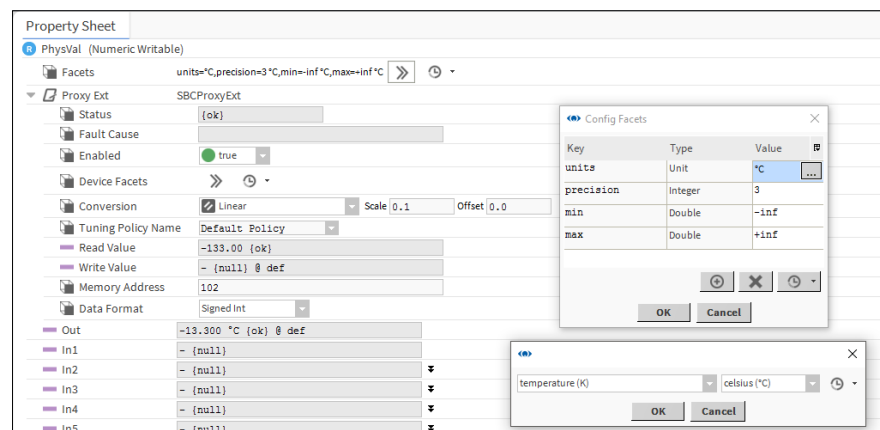 Property Sheet
R PhysVal (Numeric Writable)
Facets units=°C,precision=3 °C,min=-inf °C,max=+inf °C
Proxy Ext SBCProxyExt
Status {ok}
Fault Cause
Enabled true
Device Facets
Conversion Linear Scale 0.1 Offset 0.0
Tuning Policy Name Default Policy
Read Value -133.00 {ok}
Write Value - {null} @ def
Memory Address 102
Data Format Signed Int
Out -13.300 °C {ok} @ def
In1 - {null}
In2 - {null}
In3 - {null}
In4 - {null}
In5 - {null}
Config Facets
Key Type Value
units Unit °C ...
precision Integer 3
min Double -inf
max Double +inf
OK Cancel
temperature (K) celsius (°C)
OK Cancel